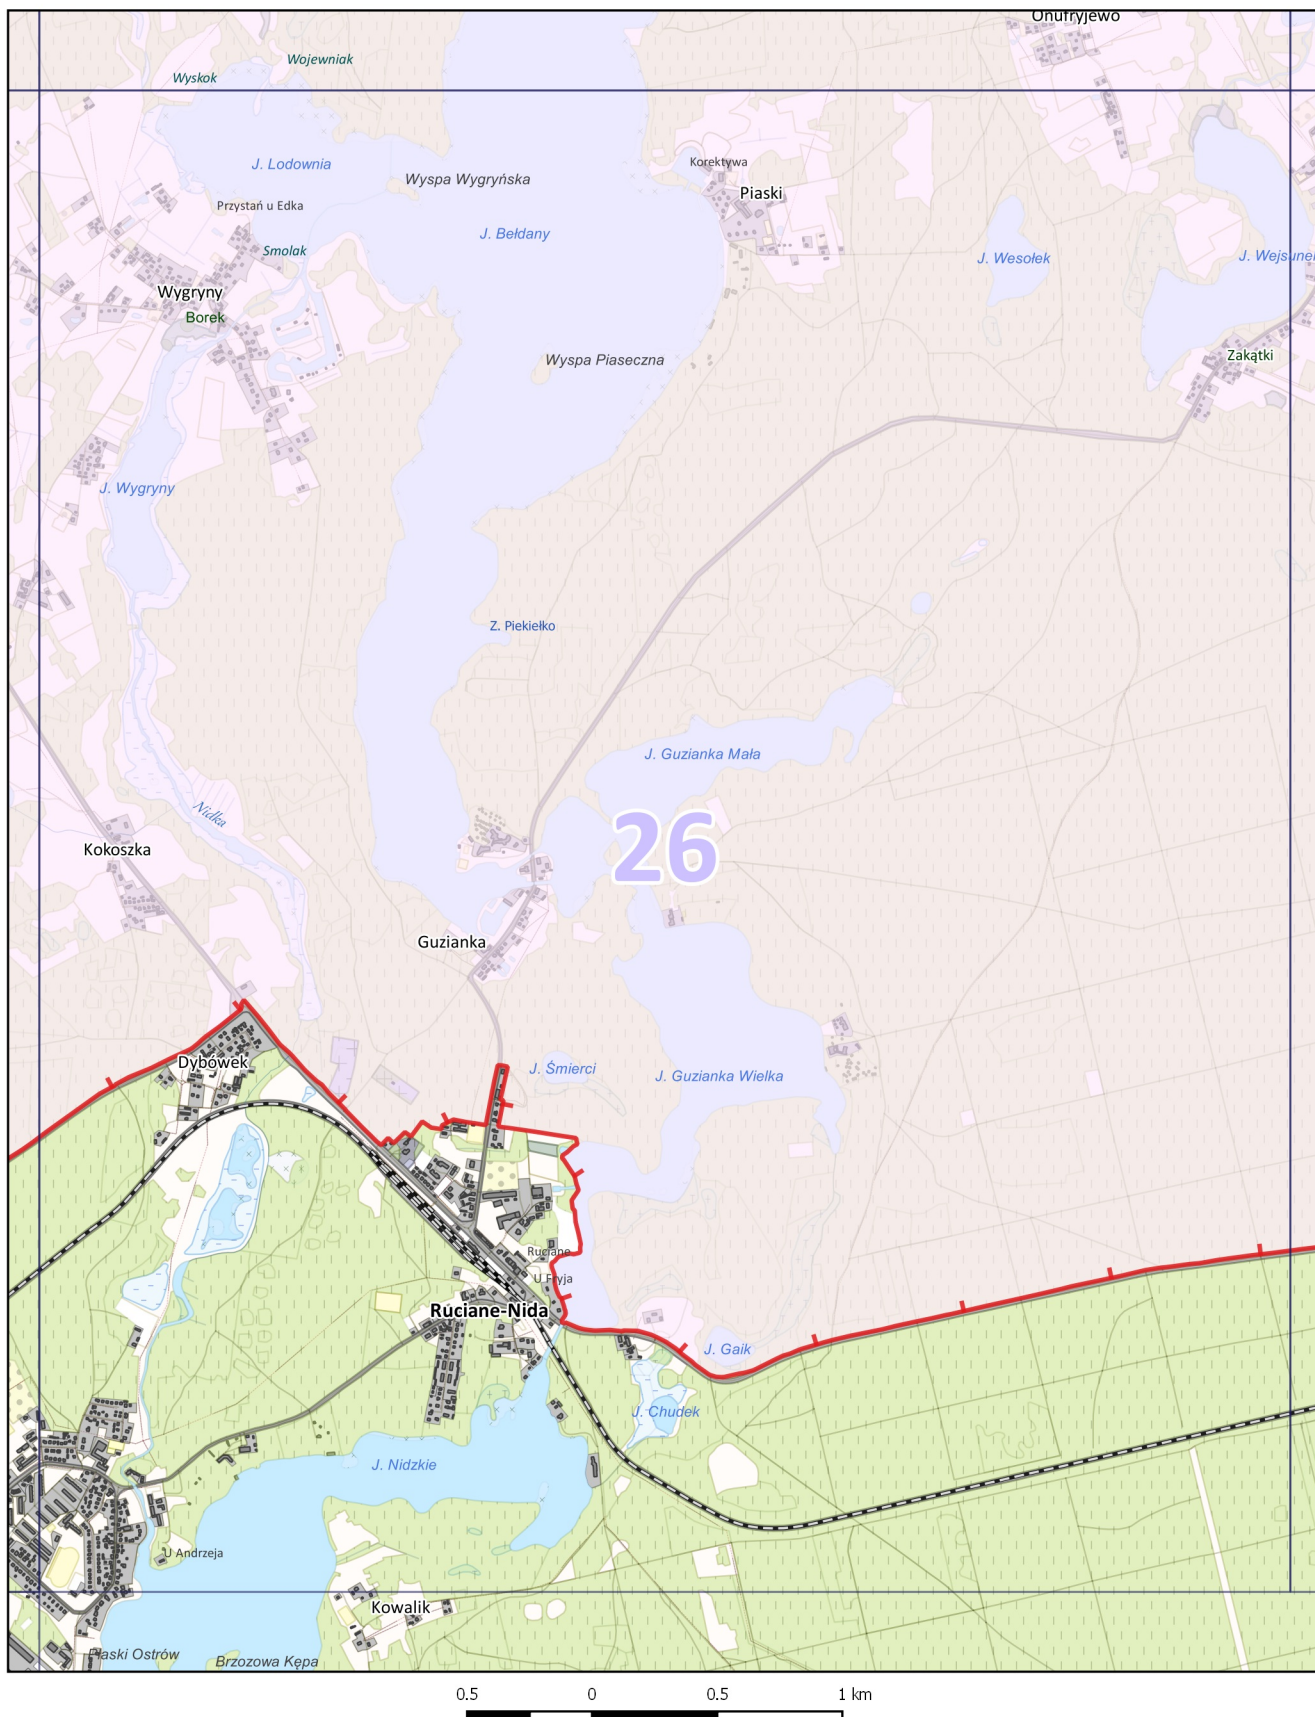 Onufryjewo
Wojewniak
Wyskok
J. Lodownia
Korektywa
Wyspa Wygryńska
Piaski
Przystań u Edka
J. Bełdany
Smolak
J. Wesołek
J. Wejsunek
Wygryny
Borek
Zakątki
Wyspa Piaseczna
J. Wygryny
Z. Piekiełko
J. Guzianka Mała
Nidka
26
Kokoszka
Guzianka
Dybówek
J. Śmierci
J. Guzianka Wielka
Ruciane
U Fryja
Ruciane-Nida
J. Gaik
J. Chudek
J. Nidzkie
U Andrzeja
Kowalik
Piaski Ostrów
Brzozowa Kępa
0.5 0 0.5 1 km